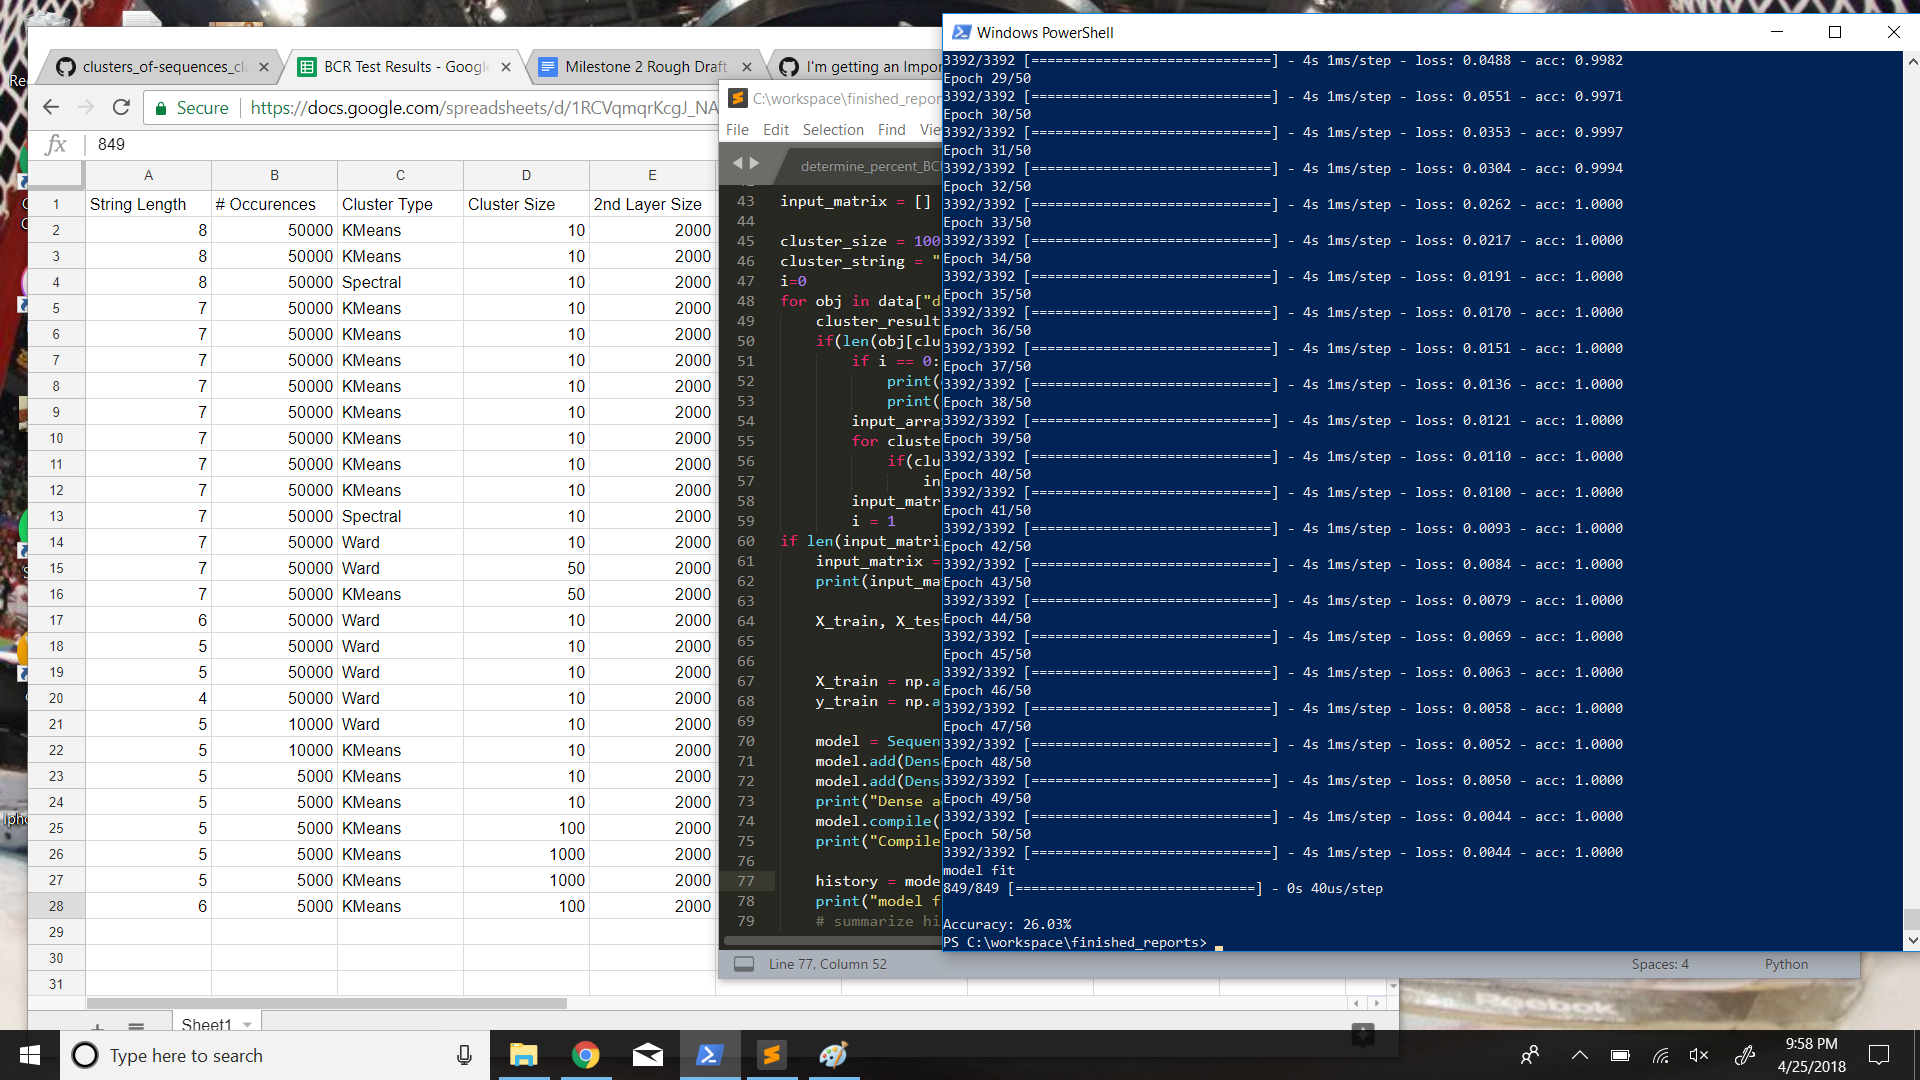 clusters_of-sequences_cla
BCR Test Results - Google
Milestone 2 Rough Draft
I'm getting an Impor
Secure
https://docs.google.com/spreadsheets/d/1RCVqmqrKcgJ_NA
fx 849
A B C D E
1 String Length # Occurences Cluster Type Cluster Size 2nd Layer Size
2 8 50000 KMeans 10 2000
3 8 50000 KMeans 10 2000
4 8 50000 Spectral 10 2000
5 7 50000 KMeans 10 2000
6 7 50000 KMeans 10 2000
7 7 50000 KMeans 10 2000
8 7 50000 KMeans 10 2000
9 7 50000 KMeans 10 2000
10 7 50000 KMeans 10 2000
11 7 50000 KMeans 10 2000
12 7 50000 KMeans 10 2000
13 7 50000 Spectral 10 2000
14 7 50000 Ward 10 2000
15 7 50000 Ward 50 2000
16 7 50000 KMeans 50 2000
17 6 50000 Ward 10 2000
18 5 50000 Ward 10 2000
19 5 50000 Ward 10 2000
20 4 50000 Ward 10 2000
21 5 10000 Ward 10 2000
22 5 10000 KMeans 10 2000
23 5 5000 KMeans 10 2000
24 5 5000 KMeans 10 2000
25 5 5000 KMeans 100 2000
26 5 5000 KMeans 1000 2000
27 5 5000 KMeans 1000 2000
28 6 5000 KMeans 100 2000
29
30
31
Sheet1
C:\workspace\finished_repor
File Edit Selection Find Vie
determine_percent_BC
43 input_matrix = []
44
45 cluster_size = 100
46 cluster_string = "
47 i=0
48 for obj in data["d
49 cluster_result
50 if(len(obj[clu
51 if i == 0:
52 print(
53 print(
54 input_arra
55 for cluste
56 if(clu
57 in
58 input_matr
59 i = 1
60 if len(input_matri
61 input_matrix =
62 print(input_ma
63
64 X_train, X_tes
65
66
67 X_train = np.a
68 y_train = np.a
69
70 model = Sequen
71 model.add(Dens
72 model.add(Dens
73 print("Dense a
74 model.compile(
75 print("Compile
76
77 history = mode
78 print("model f
79 # summarize hi
Line 77, Column 52
Spaces: 4
Python
Windows PowerShell
3392/3392 [==============================] - 4s 1ms/step - loss: 0.0488 - acc: 0.9982
Epoch 29/50
3392/3392 [==============================] - 4s 1ms/step - loss: 0.0551 - acc: 0.9971
Epoch 30/50
3392/3392 [==============================] - 4s 1ms/step - loss: 0.0353 - acc: 0.9997
Epoch 31/50
3392/3392 [==============================] - 4s 1ms/step - loss: 0.0304 - acc: 0.9994
Epoch 32/50
3392/3392 [==============================] - 4s 1ms/step - loss: 0.0262 - acc: 1.0000
Epoch 33/50
3392/3392 [==============================] - 4s 1ms/step - loss: 0.0217 - acc: 1.0000
Epoch 34/50
3392/3392 [==============================] - 4s 1ms/step - loss: 0.0191 - acc: 1.0000
Epoch 35/50
3392/3392 [==============================] - 4s 1ms/step - loss: 0.0170 - acc: 1.0000
Epoch 36/50
3392/3392 [==============================] - 4s 1ms/step - loss: 0.0151 - acc: 1.0000
Epoch 37/50
3392/3392 [==============================] - 4s 1ms/step - loss: 0.0136 - acc: 1.0000
Epoch 38/50
3392/3392 [==============================] - 4s 1ms/step - loss: 0.0121 - acc: 1.0000
Epoch 39/50
3392/3392 [==============================] - 4s 1ms/step - loss: 0.0110 - acc: 1.0000
Epoch 40/50
3392/3392 [==============================] - 4s 1ms/step - loss: 0.0100 - acc: 1.0000
Epoch 41/50
3392/3392 [==============================] - 4s 1ms/step - loss: 0.0093 - acc: 1.0000
Epoch 42/50
3392/3392 [==============================] - 4s 1ms/step - loss: 0.0084 - acc: 1.0000
Epoch 43/50
3392/3392 [==============================] - 4s 1ms/step - loss: 0.0079 - acc: 1.0000
Epoch 44/50
3392/3392 [==============================] - 4s 1ms/step - loss: 0.0069 - acc: 1.0000
Epoch 45/50
3392/3392 [==============================] - 4s 1ms/step - loss: 0.0063 - acc: 1.0000
Epoch 46/50
3392/3392 [==============================] - 4s 1ms/step - loss: 0.0058 - acc: 1.0000
Epoch 47/50
3392/3392 [==============================] - 4s 1ms/step - loss: 0.0052 - acc: 1.0000
Epoch 48/50
3392/3392 [==============================] - 4s 1ms/step - loss: 0.0050 - acc: 1.0000
Epoch 49/50
3392/3392 [==============================] - 4s 1ms/step - loss: 0.0044 - acc: 1.0000
Epoch 50/50
3392/3392 [==============================] - 4s 1ms/step - loss: 0.0044 - acc: 1.0000
model fit
849/849 [==============================] - 0s 40us/step
Accuracy: 26.03%
PS C:\workspace\finished_reports>
Reebok
Type here to search
9:58 PM
4/25/2018